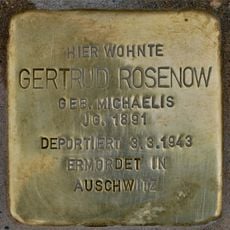 HIER WOHNTE
GERTRUD ROSENOW
GEB. MICHAELIS
JG. 1891
DEPORTIERT 3.3.1943
ERMORDET IN
AUSCHWITZ